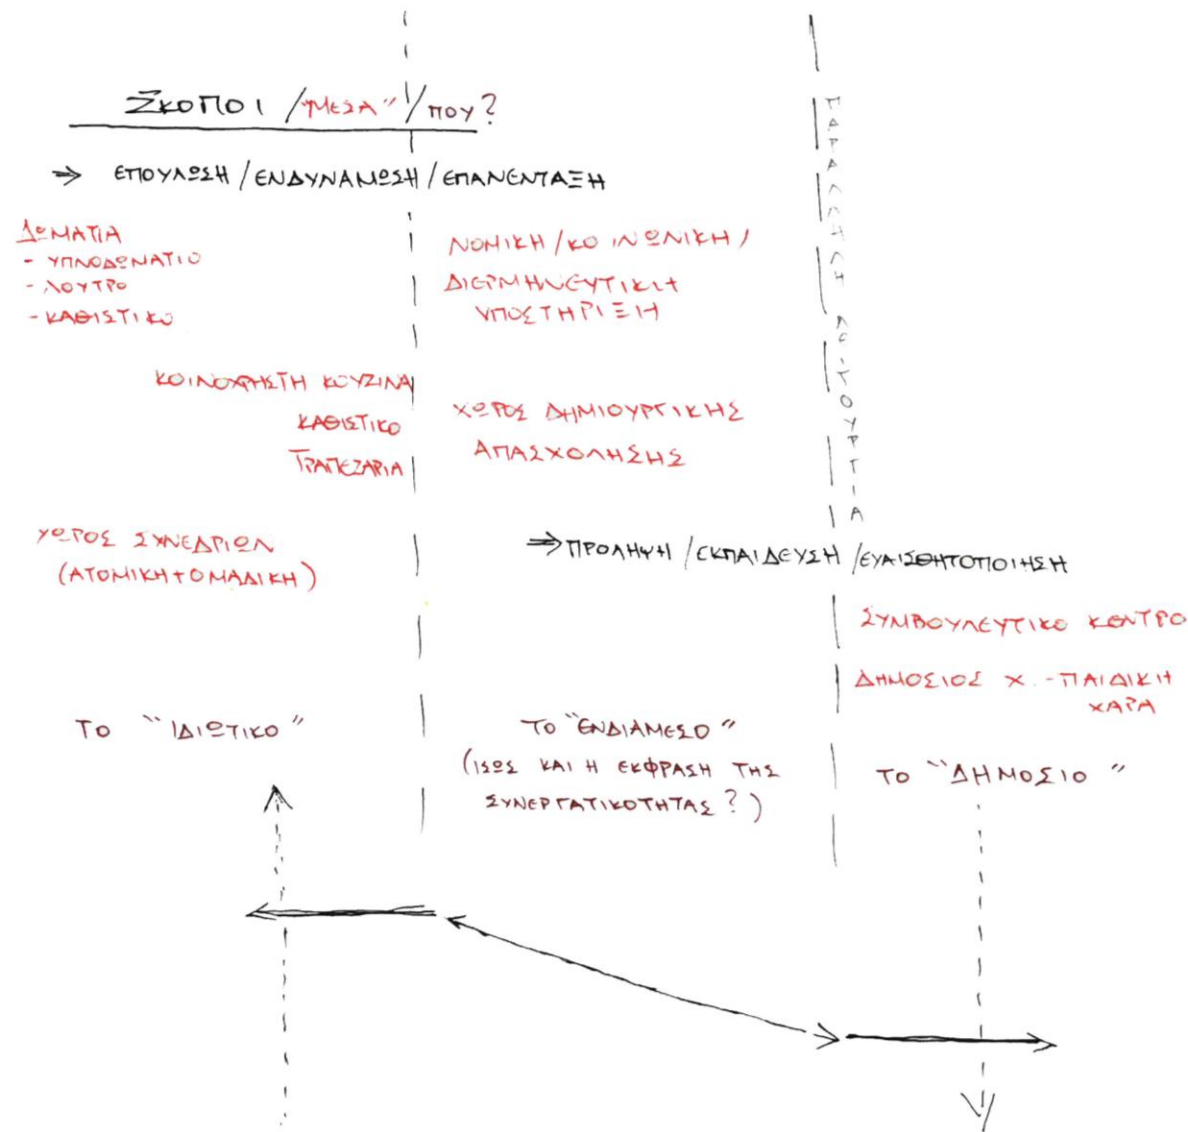 ΣΚΟΠΟΙ / "ΜΕΣΑ" / ΠΟΥ?
⇒ ΕΠΟΥΛΩΣΗ / ΕΝΔΥΝΑΜΩΣΗ / ΕΠΑΝΕΝΤΑΞΗ
ΔΩΜΑΤΙΑ
- ΥΠΝΟΔΩΜΑΤΙΟ
- ΛΟΥΤΡΟ
- ΚΑΘΙΣΤΙΚΟ
ΝΟΜΙΚΗ / ΚΟΙΝΩΝΙΚΗ /
ΔΙΕΡΜΗΝΕΥΤΙΚΗ
ΥΠΟΣΤΗΡΙΞΗ
ΚΟΙΝΟΧΡΗΣΤΗ ΚΟΥΖΙΝΑ
ΚΑΘΙΣΤΙΚΟ
ΤΡΑΠΕΖΑΡΙΑ
ΧΩΡΟΣ ΔΗΜΙΟΥΡΓΙΚΗΣ
ΑΠΑΣΧΟΛΗΣΗΣ
ΠΑΡΑΛΛΗΛΗ ΛΕΙΤΟΥΡΓΙΑ
ΧΩΡΟΣ ΣΥΝΕΔΡΙΩΝ
(ΑΤΟΜΙΚΗ + ΟΜΑΔΙΚΗ)
⇒ ΠΡΟΛΗΨΗ / ΕΚΠΑΙΔΕΥΣΗ / ΕΥΑΙΣΘΗΤΟΠΟΙΗΣΗ
ΣΥΜΒΟΥΛΕΥΤΙΚΟ ΚΕΝΤΡΟ
ΔΗΜΟΣΙΟΣ Χ. - ΠΑΙΔΙΚΗ
ΧΑΡΑ
ΤΟ "ΙΔΙΩΤΙΚΟ"
ΤΟ "ΕΝΔΙΑΜΕΣΟ"
(ΙΣΩΣ ΚΑΙ Η ΕΚΦΡΑΣΗ ΤΗΣ
ΣΥΝΕΡΓΑΤΙΚΟΤΗΤΑΣ?)
ΤΟ "ΔΗΜΟΣΙΟ"